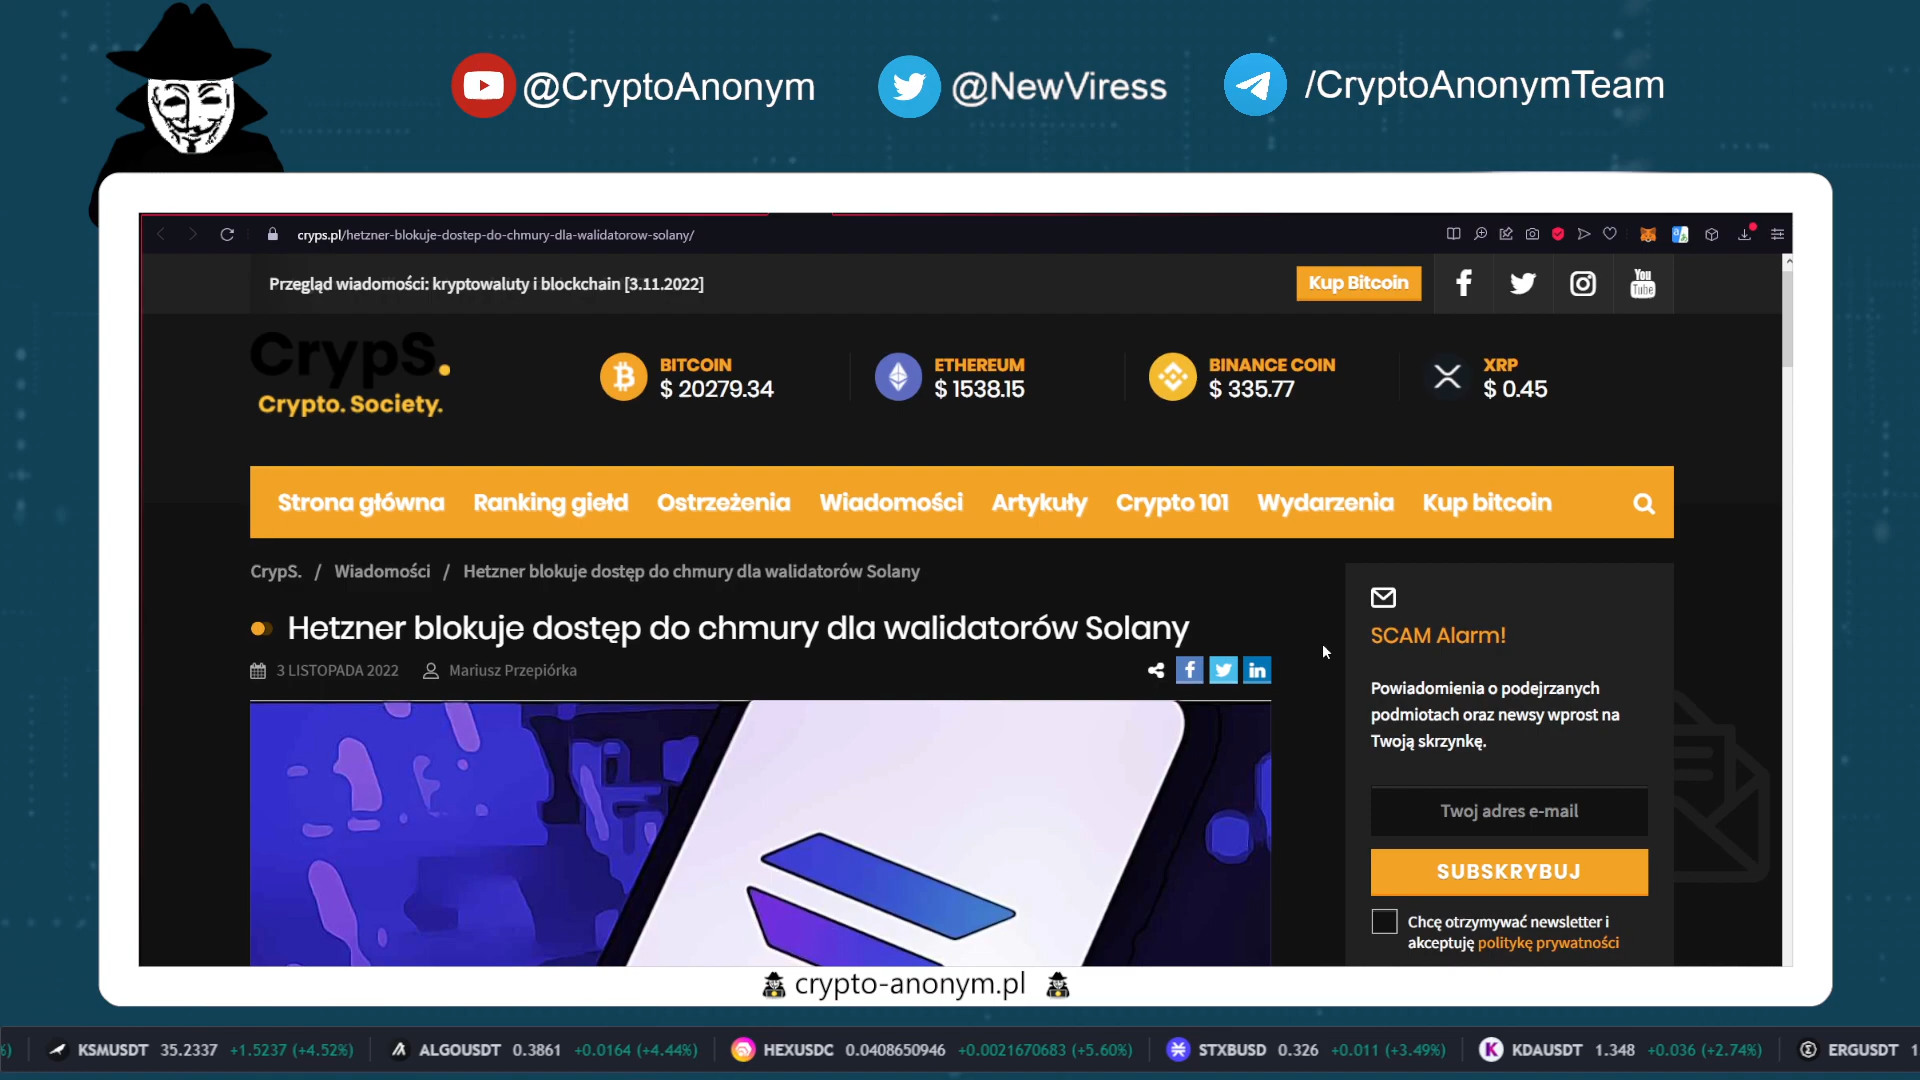 @CryptoAnonym
@NewViress
/CryptoAnonymTeam
cryps.pl/hetzner-blokuje-dostep-do-chmury-dla-walidatorow-solany/
Przegląd wiadomości: kryptowaluty i blockchain [3.11.2022]
Kup Bitcoin
You
Tube
CrypS.
Crypto. Society.
BITCOIN
$ 20279.34
ETHEREUM
$ 1538.15
BINANCE COIN
$ 335.77
XRP
$ 0.45
Strona główna Ranking giełd Ostrzeżenia Wiadomości Artykuły Crypto 101 Wydarzenia Kup bitcoin
CrypS. / Wiadomości / Hetzner blokuje dostęp do chmury dla walidatorów Solany
Hetzner blokuje dostęp do chmury dla walidatorów Solany
3 LISTOPADA 2022 Mariusz Przepiórka
SCAM Alarm!
Powiadomienia o podejrzanych
podmiotach oraz newsy wprost na
Twoją skrzynkę.
Twoj adres e-mail
SUBSKRYBUJ
Chcę otrzymywać newsletter i
akceptuję politykę prywatności
crypto-anonym.pl
%) KSMUSDT 35.2337 +1.5237 (+4.52%) ALGOUSDT 0.3861 +0.0164 (+4.44%) HEXUSDC 0.0408650946 +0.0021670683 (+5.60%) STXBUSD 0.326 +0.011 (+3.49%) KDAUSDT 1.348 +0.036 (+2.74%) ERGUSDT 1